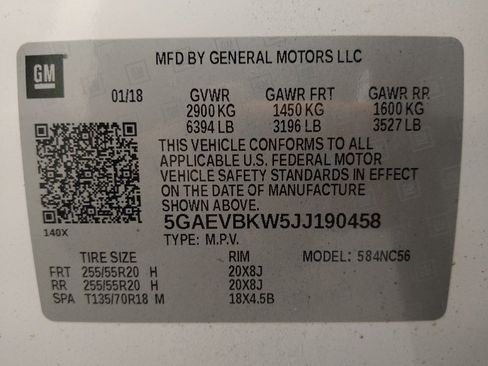 GM
MFD BY GENERAL MOTORS LLC
01/18 GVWR GAWR FRT GAWR RR
2900 KG 1450 KG 1600 KG
6394 LB 3196 LB 3527 LB
THIS VEHICLE CONFORMS TO ALL
APPLICABLE U.S. FEDERAL MOTOR
VEHICLE SAFETY STANDARDS IN EFFECT
ON THE DATE OF MANUFACTURE
5GAEVBKW5JJ190458
140X
TYPE: M.P.V.
TIRE SIZE RIM MODEL: 584NC56
FRT 255/55R20 H 20X8J
RR 255/55R20 H 20X8J
SPA T135/70R18 M 18X4.5B